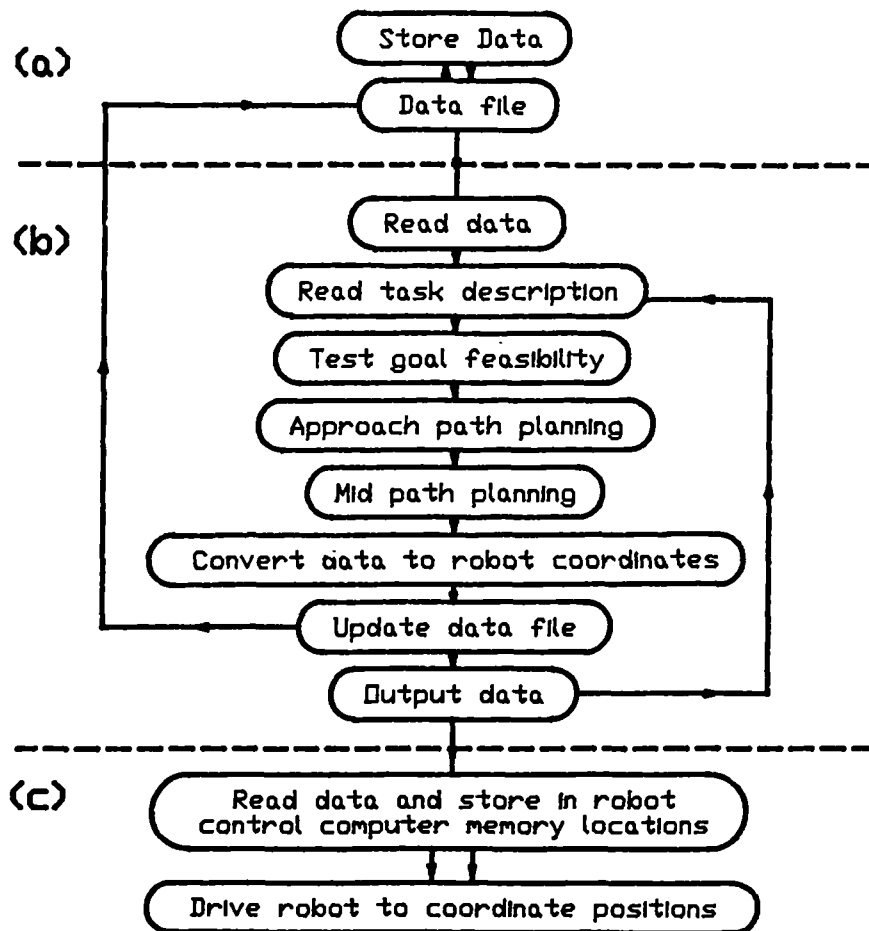 (a)
Store Data
Data file
(b)
Read data
Read task description
Test goal feasibility
Approach path planning
Mid path planning
Convert data to robot coordinates
Update data file
Output data
(c)
Read data and store in robot
control computer memory locations
Drive robot to coordinate positions